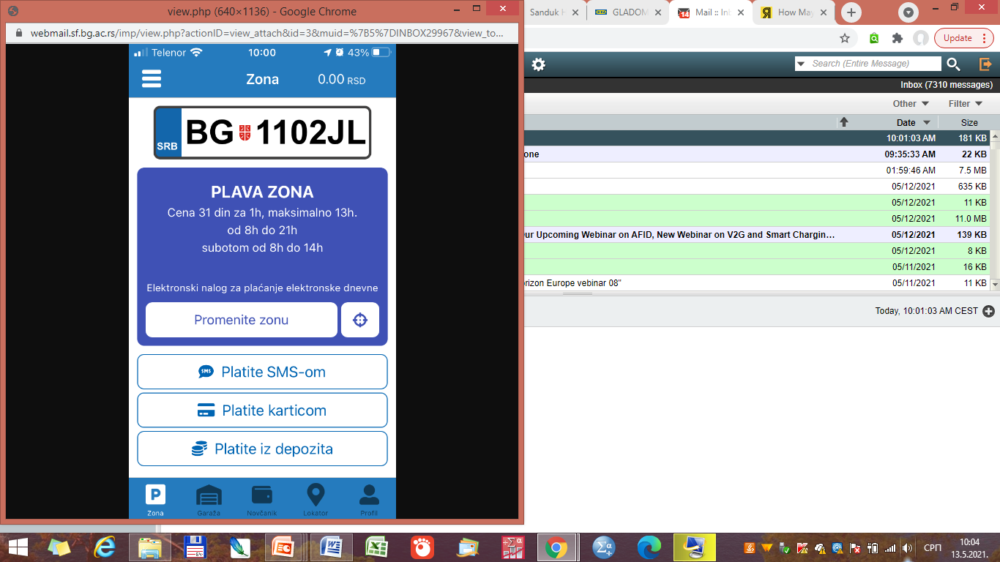 view.php (640×1136) - Google Chrome
webmail.sf.bg.ac.rs/imp/view.php?actionID=view_attach&id=3&muid=%7B5%7DINBOX29967&view_to...
Telenor 10:00 43%
Zona 0.00 RSD
SRB BG 1102JL
PLAVA ZONA
Cena 31 din za 1h, maksimalno 13h.
od 8h do 21h
subotom od 8h do 14h
Elektronski nalog za plaćanje elektronske dnevne
Promenite zonu
SMS Platite SMS-om
Platite karticom
Platite iz depozita
P
Zona Garaža Novčanik Lokator Profil
Sanduk GLADOM 14 Mail :: Inb How May
Update
Search (Entire Message)
Inbox (7310 messages)
Other Filter
Date Size
10:01:03 AM 181 KB
one 09:35:33 AM 22 KB
01:59:46 AM 7.5 MB
05/12/2021 635 KB
05/12/2021 11 KB
05/12/2021 11.0 MB
ur Upcoming Webinar on AFID, New Webinar on V2G and Smart Chargin... 05/12/2021 139 KB
05/12/2021 8 KB
05/11/2021 16 KB
orizon Europe vebinar 08" 05/11/2021 11 KB
Today, 10:01:03 AM CEST
СРП 10:04
13.5.2021.